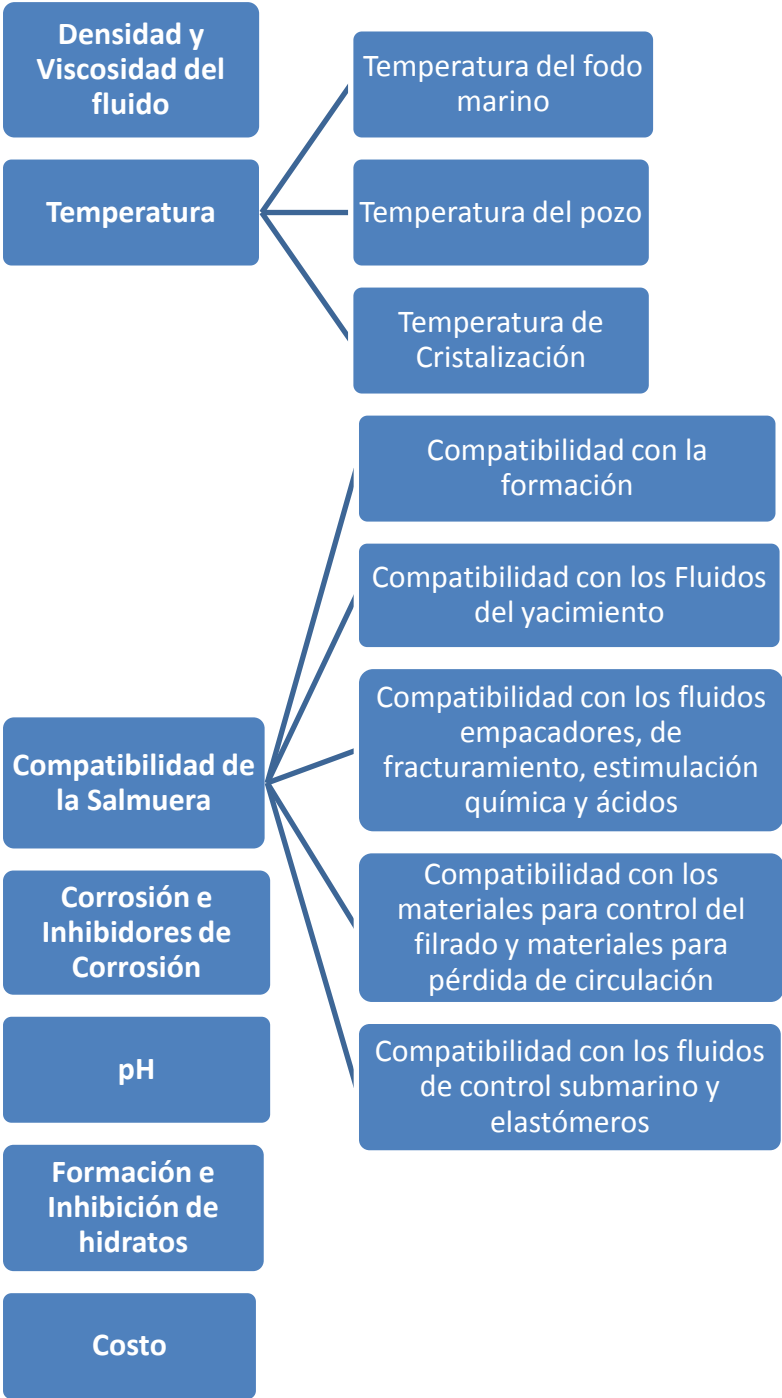 Densidad y
Viscosidad del
fluido
Temperatura
Temperatura del fodo
marino
Temperatura del pozo
Temperatura de
Cristalización
Compatibilidad de
la Salmuera
Compatibilidad con la
formación
Compatibilidad con los Fluidos
del yacimiento
Compatibilidad con los fluidos
empacadores, de
fracturamiento, estimulación
química y ácidos
Compatibilidad con los
materiales para control del
filrado y materiales para
pérdida de circulación
Compatibilidad con los fluidos
de control submarino y
elastómeros
Corrosión e
Inhibidores de
Corrosión
pH
Formación e
Inhibición de
hidratos
Costo